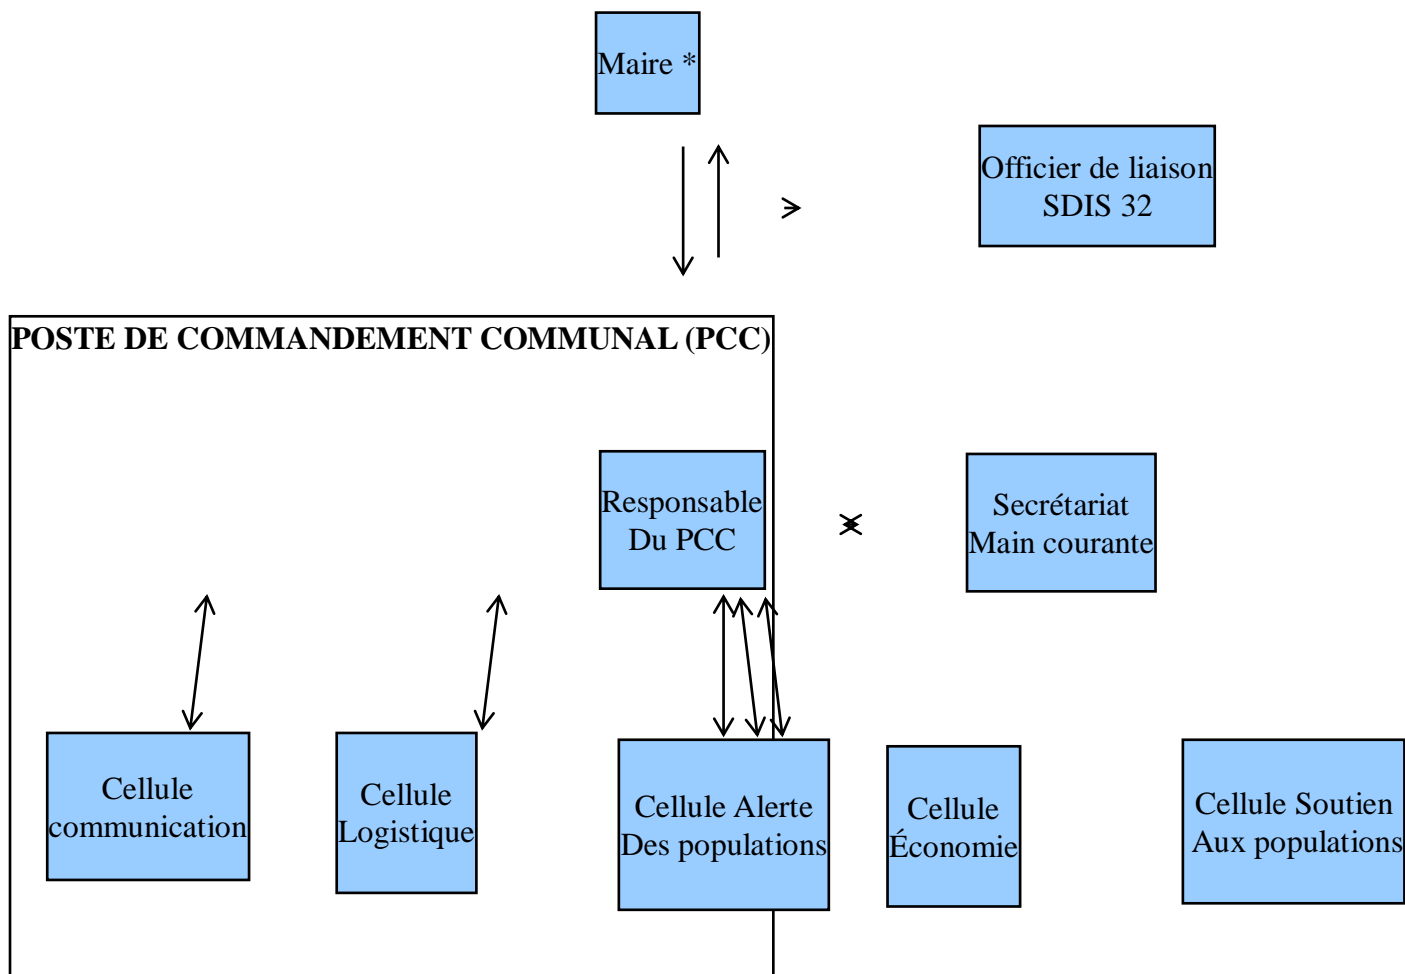 Maire *
Officier de liaison
SDIS 32
POSTE DE COMMANDEMENT COMMUNAL (PCC)
Responsable
Du PCC
Secrétariat
Main courante
Cellule
communication
Cellule
Logistique
Cellule Alerte
Des populations
Cellule
Économie
Cellule Soutien
Aux populations